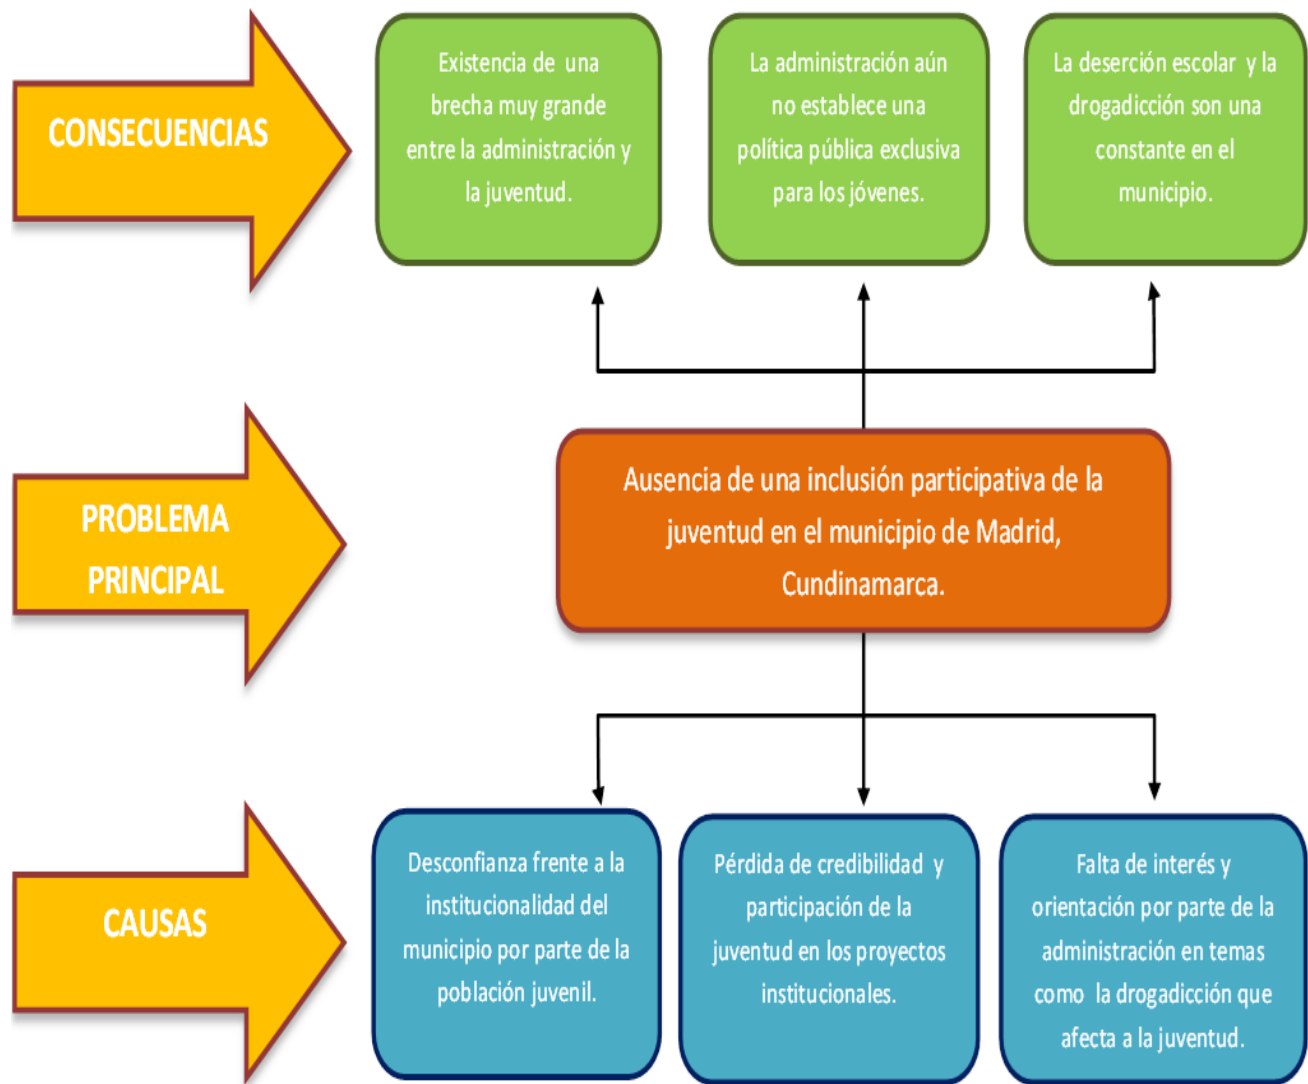 CONSECUENCIAS
Existencia de una
brecha muy grande
entre la administración y
la juventud.
La administración aún
no establece una
política pública exclusiva
para los jóvenes.
La deserción escolar y la
drogadicción son una
constante en el
municipio.
PROBLEMA
PRINCIPAL
Ausencia de una inclusión participativa de la
juventud en el municipio de Madrid,
Cundinamarca.
CAUSAS
Desconfianza frente a la
institucionalidad del
municipio por parte de la
población juvenil.
Pérdida de credibilidad y
participación de la
juventud en los proyectos
institucionales.
Falta de interés y
orientación por parte de la
administración en temas
como la drogadicción que
afecta a la juventud.